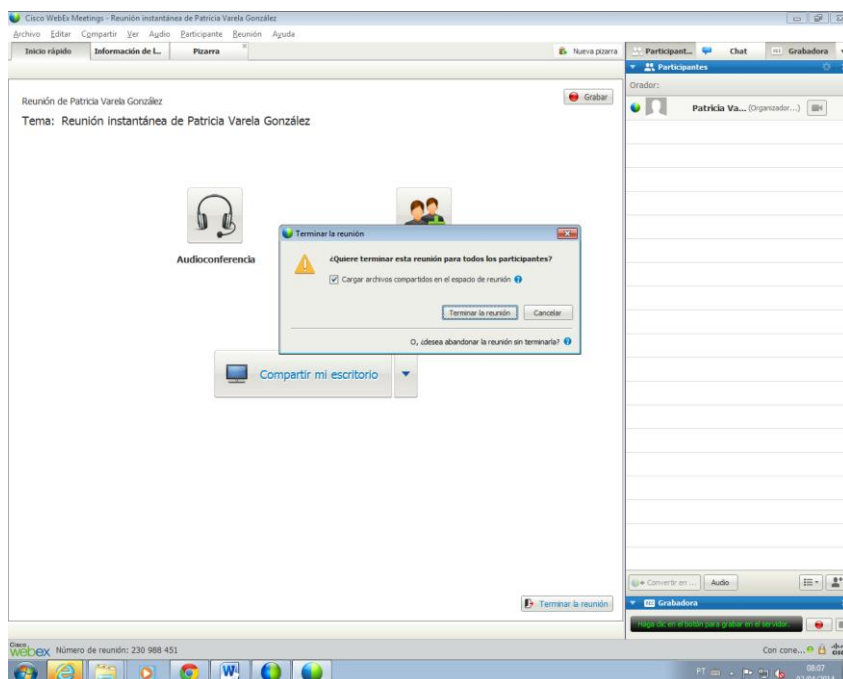 Cisco WebEx Meetings - Reunión instantánea de Patricia Varela González
Archivo Editar Compartir Ver Audio Participante Reunión Ayuda
Inicio rápido Información de l... Pizarra Nueva pizarra
Participant... Chat Grabadora
Participantes
Orador:
Patricia Va... (Organizador...)
Reunión de Patricia Varela González
Grabar
Tema: Reunión instantánea de Patricia Varela González
Audioconferencia
Terminar la reunión
¿Quiere terminar esta reunión para todos los participantes?
Cargar archivos compartidos en el espacio de reunión
Terminar la reunión Cancelar
O, ¿desea abandonar la reunión sin terminarla?
Compartir mi escritorio
Convertir en ... Audio
Terminar la reunión
Grabadora
Haga clic en el botón para grabar en el servidor.
Cisco webex Número de reunión: 230 988 451
Con cone...
PT
08:07